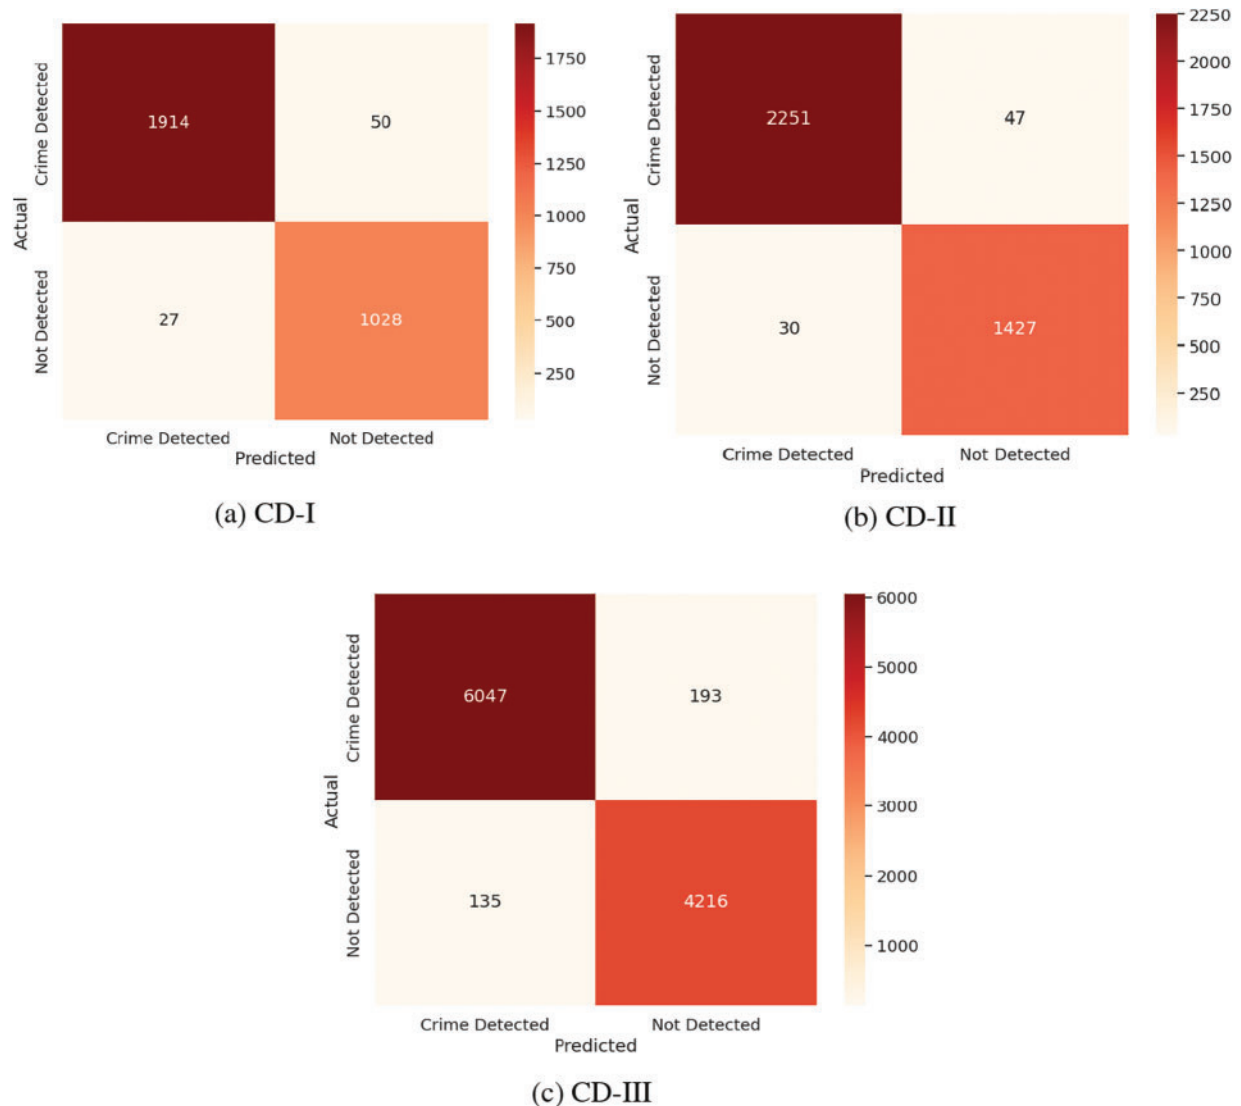 Actual
Crime Detected
Not Detected
1914 50
27 1028
Crime Detected Not Detected
Predicted
1750
1500
1250
1000
750
500
250
(a) CD-I
Actual
Crime Detected
Not Detected
2251 47
30 1427
Crime Detected Not Detected
Predicted
2250
2000
1750
1500
1250
1000
750
500
250
(b) CD-II
Actual
Crime Detected
Not Detected
6047 193
135 4216
Crime Detected Not Detected
Predicted
6000
5000
4000
3000
2000
1000
(c) CD-III